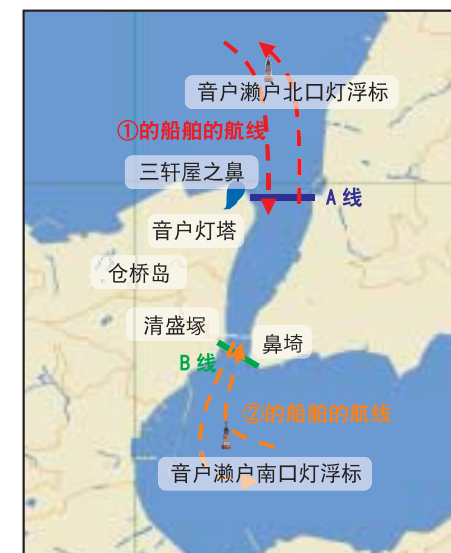 音户濑户北口灯浮标
①的船舶的航线
三轩屋之鼻
A 线
音户灯塔
仓桥岛
清盛塚
鼻埼
B 线
②的船舶的航线
音户濑户南口灯浮标